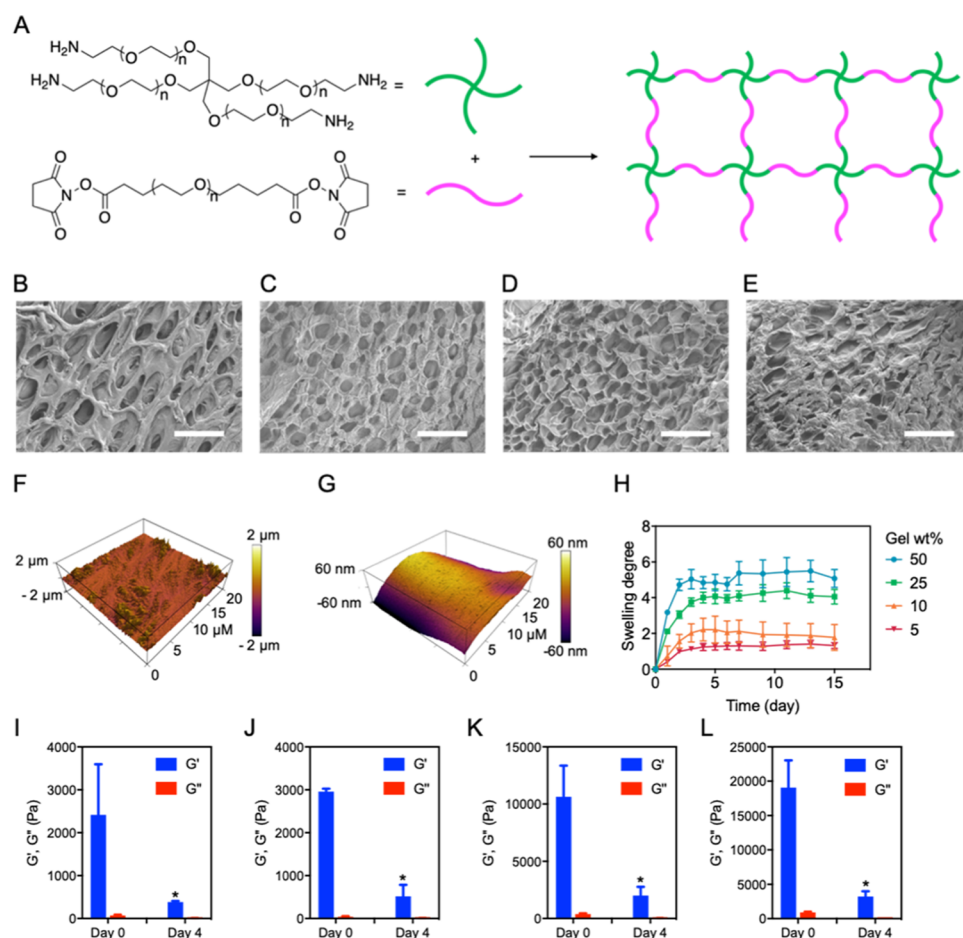 A
H₂N
O
n
O
H₂N
O
n
O
O
n
O
NH₂
O
O
n
NH₂
=
+
O
N
O
O
O
O
n
O
O
N
O
O
=
B
C
D
E
F
2 µm
- 2 µm
20
15
10 µM
5
0
2 µm
- 2 µm
G
60 nm
-60 nm
20
15
10 µM
5
0
60 nm
-60 nm
H
Swelling degree
8
6
4
2
0
0
5
10
15
Time (day)
Gel wt%
50
25
10
5
I
G', G'' (Pa)
4000
3000
2000
1000
0
G'
G''
*
Day 0
Day 4
J
G', G'' (Pa)
4000
3000
2000
1000
0
G'
G''
*
Day 0
Day 4
K
G', G'' (Pa)
15000
10000
5000
0
G'
G''
*
Day 0
Day 4
L
G', G'' (Pa)
25000
20000
15000
10000
5000
0
G'
G''
*
Day 0
Day 4